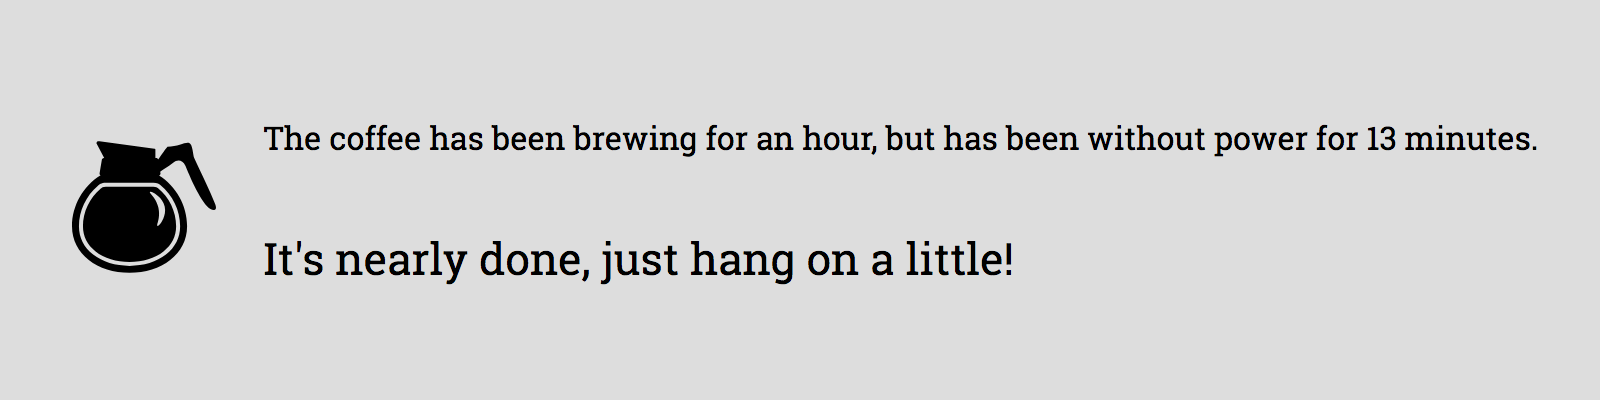 The coffee has been brewing for an hour, but has been without power for 13 minutes.
It's nearly done, just hang on a little!